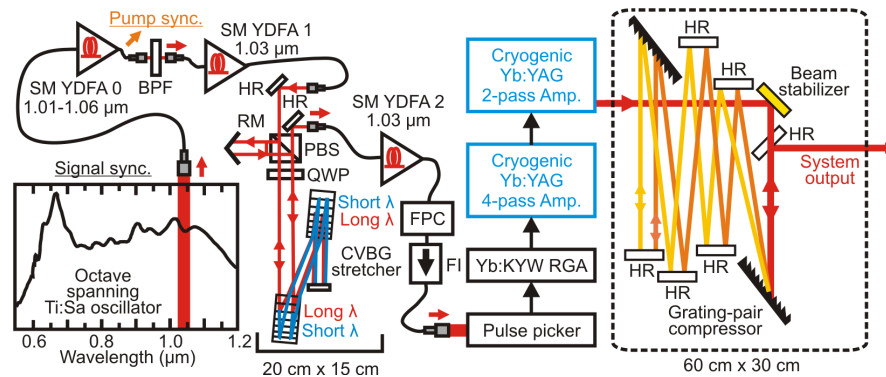 Pump sync.
SM YDFA 0
1.01-1.06 µm
BPF
SM YDFA 1
1.03 µm
HR
HR
RM
PBS
QWP
SM YDFA 2
1.03 µm
FPC
FI
Signal sync.
Octave
spanning
Ti:Sa oscillator
0.6
0.8
1.0
1.2
Wavelength (µm)
Short λ
Long λ
CVBG
stretcher
Long λ
Short λ
20 cm x 15 cm
Cryogenic
Yb:YAG
2-pass Amp.
Cryogenic
Yb:YAG
4-pass Amp.
Yb:KYW RGA
Pulse picker
HR
HR
Beam
stabilizer
HR
System
output
HR
HR
HR
Grating-pair
compressor
60 cm x 30 cm